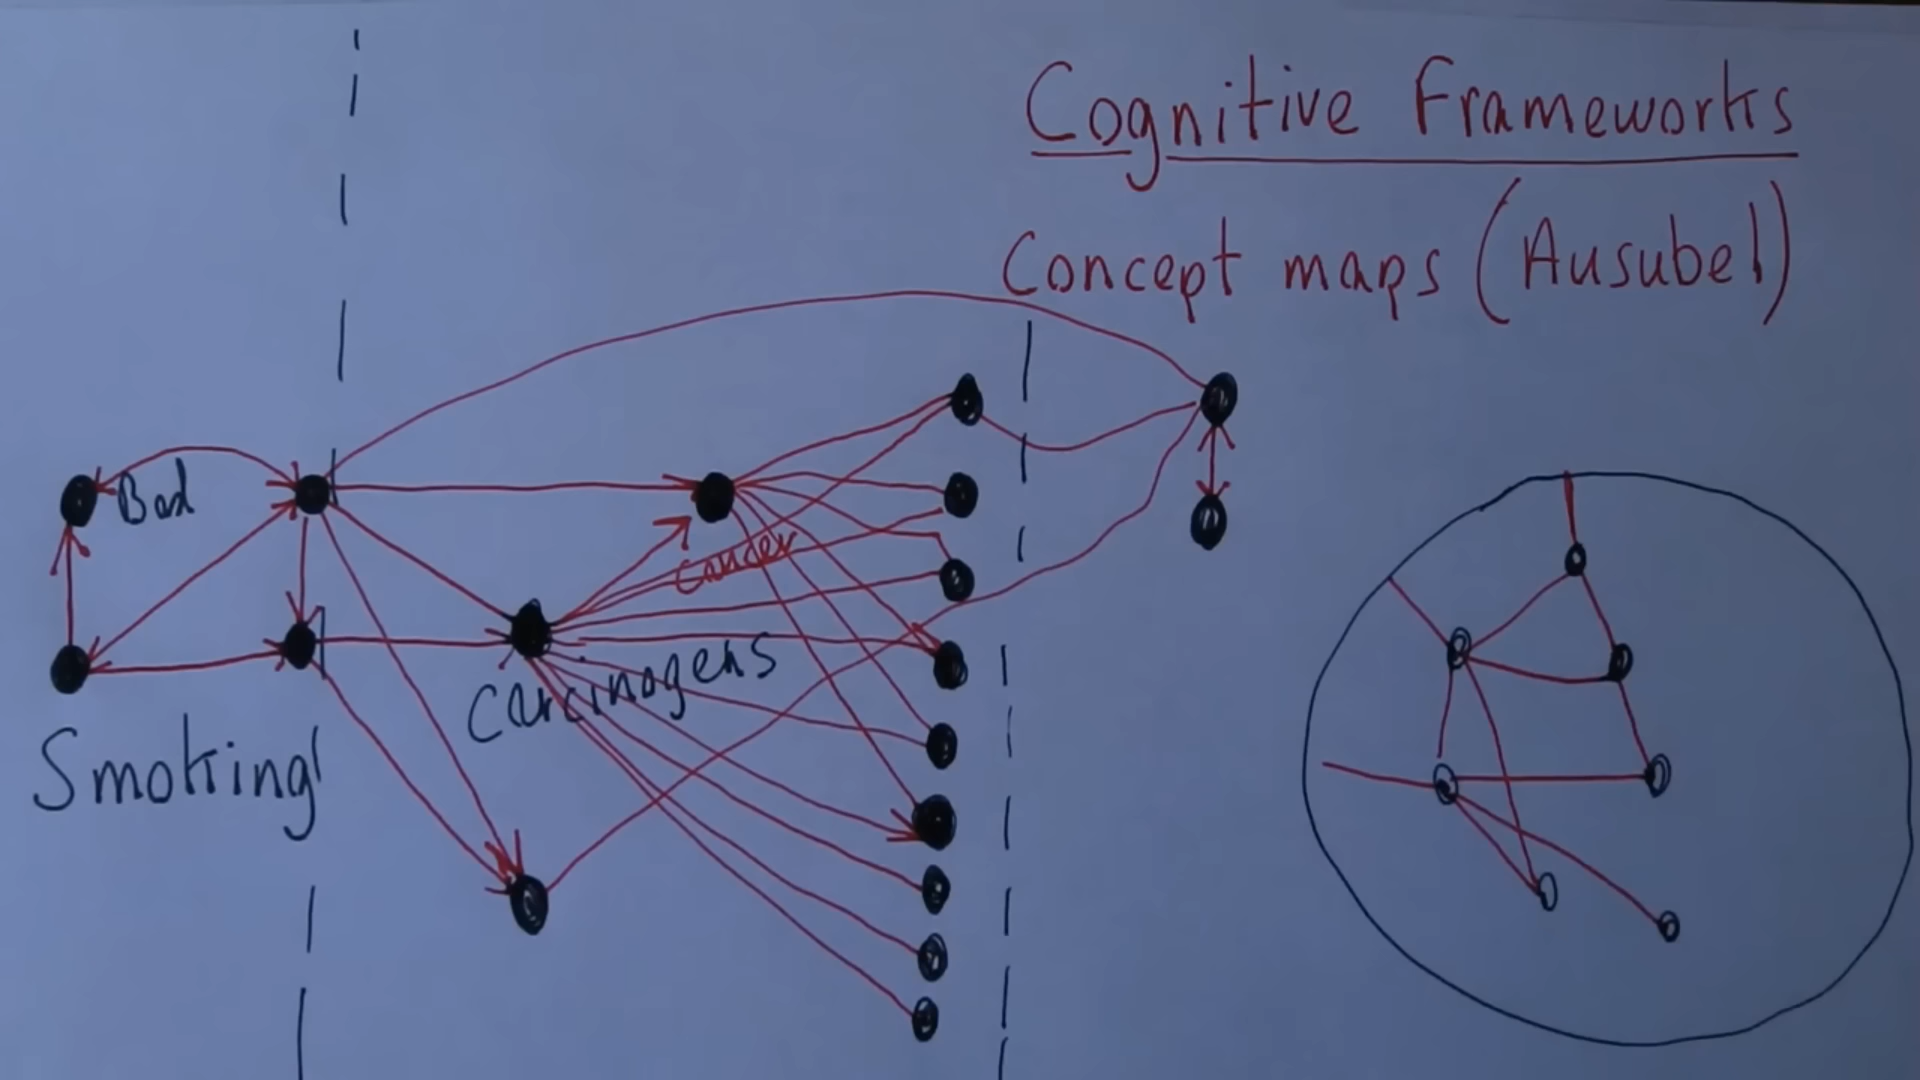 Cognitive Frameworks
Concept maps (Ausubel)
Bad
cancer
Carcinogens
Smoking